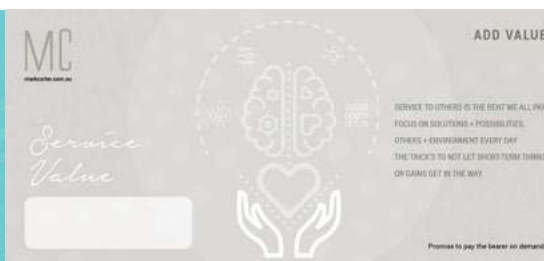 MC
markcarter.com.au
Service
Value
ADD VALUE
SERVICE TO OTHERS IS THE RENT WE ALL PAY
FOCUS ON SOLUTIONS + POSSIBILITIES,
OTHERS + ENVIRONMENT EVERY DAY
THE TRICK'S TO NOT LET SHORT-TERM THINKI
OR GAINS GET IN THE WAY
Promise to pay the bearer on demand